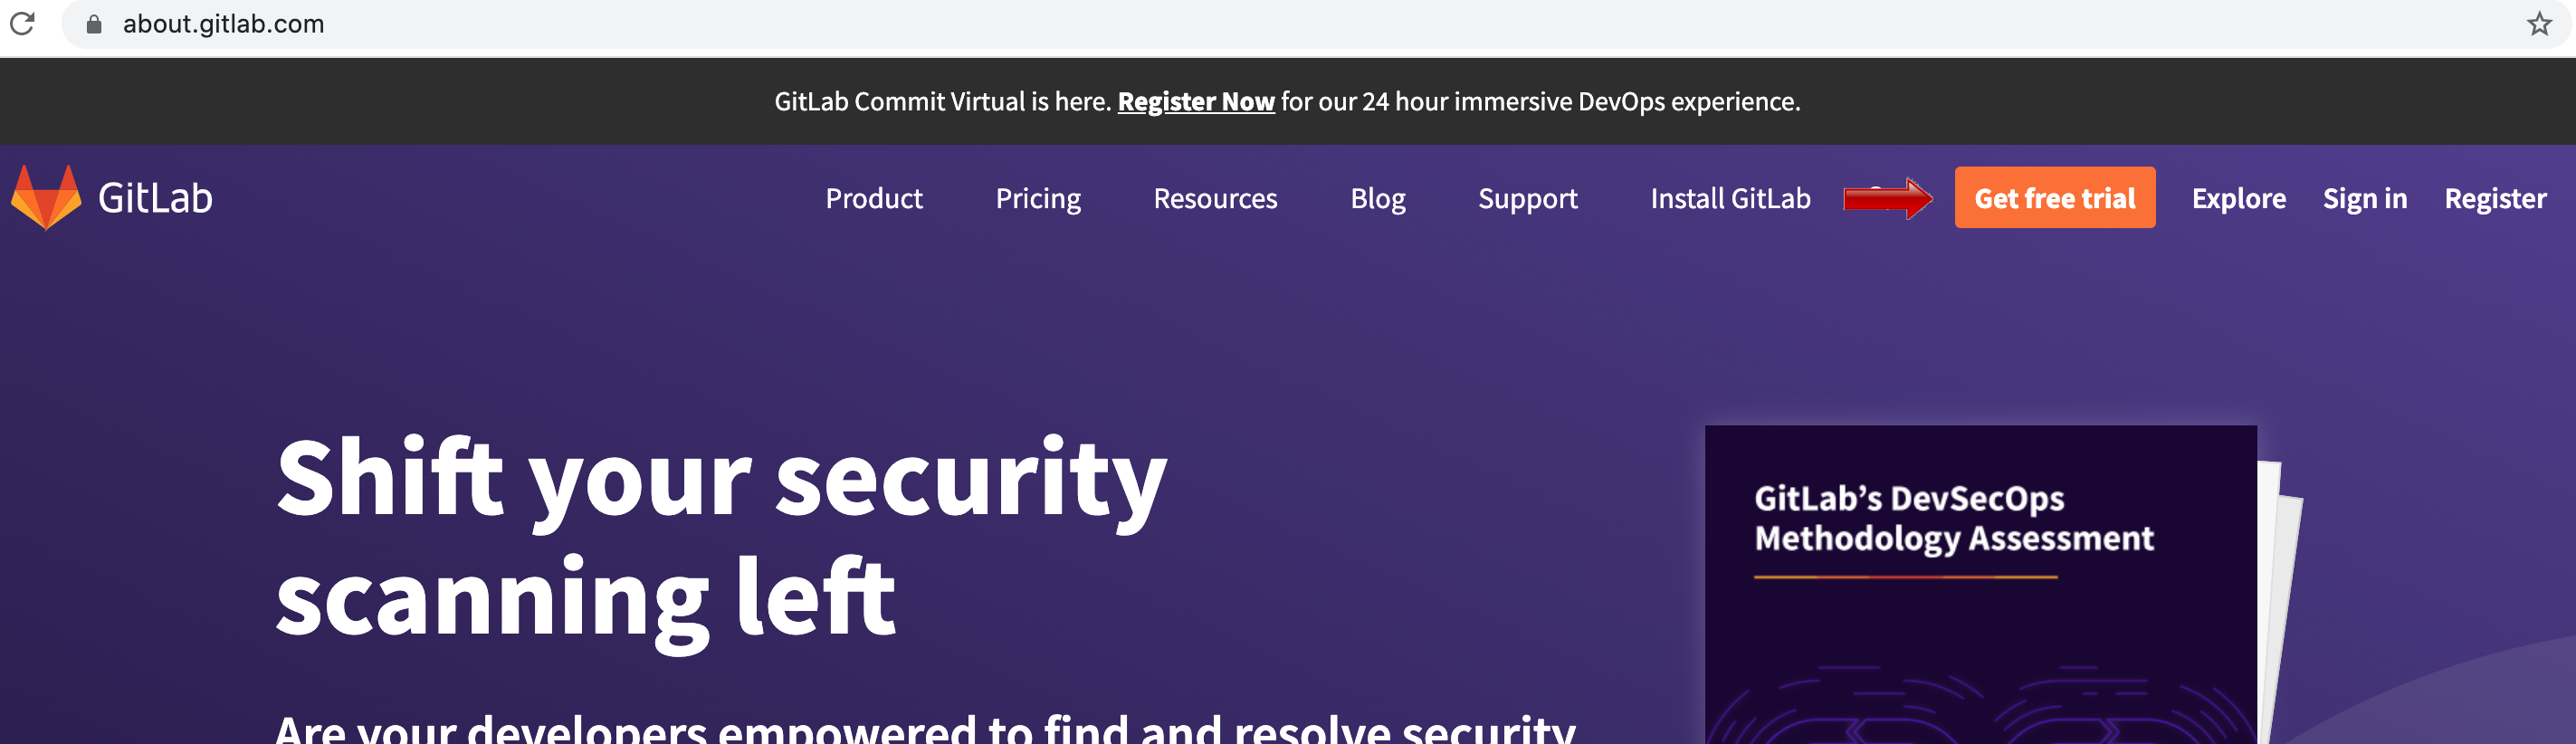 about.gitlab.com
GitLab Commit Virtual is here. Register Now for our 24 hour immersive DevOps experience.
GitLab Product Pricing Resources Blog Support Install GitLab Get free trial Explore Sign in Register
Shift your security
scanning left
Are your developers empowered to find and resolve security
GitLab’s DevSecOps
Methodology Assessment